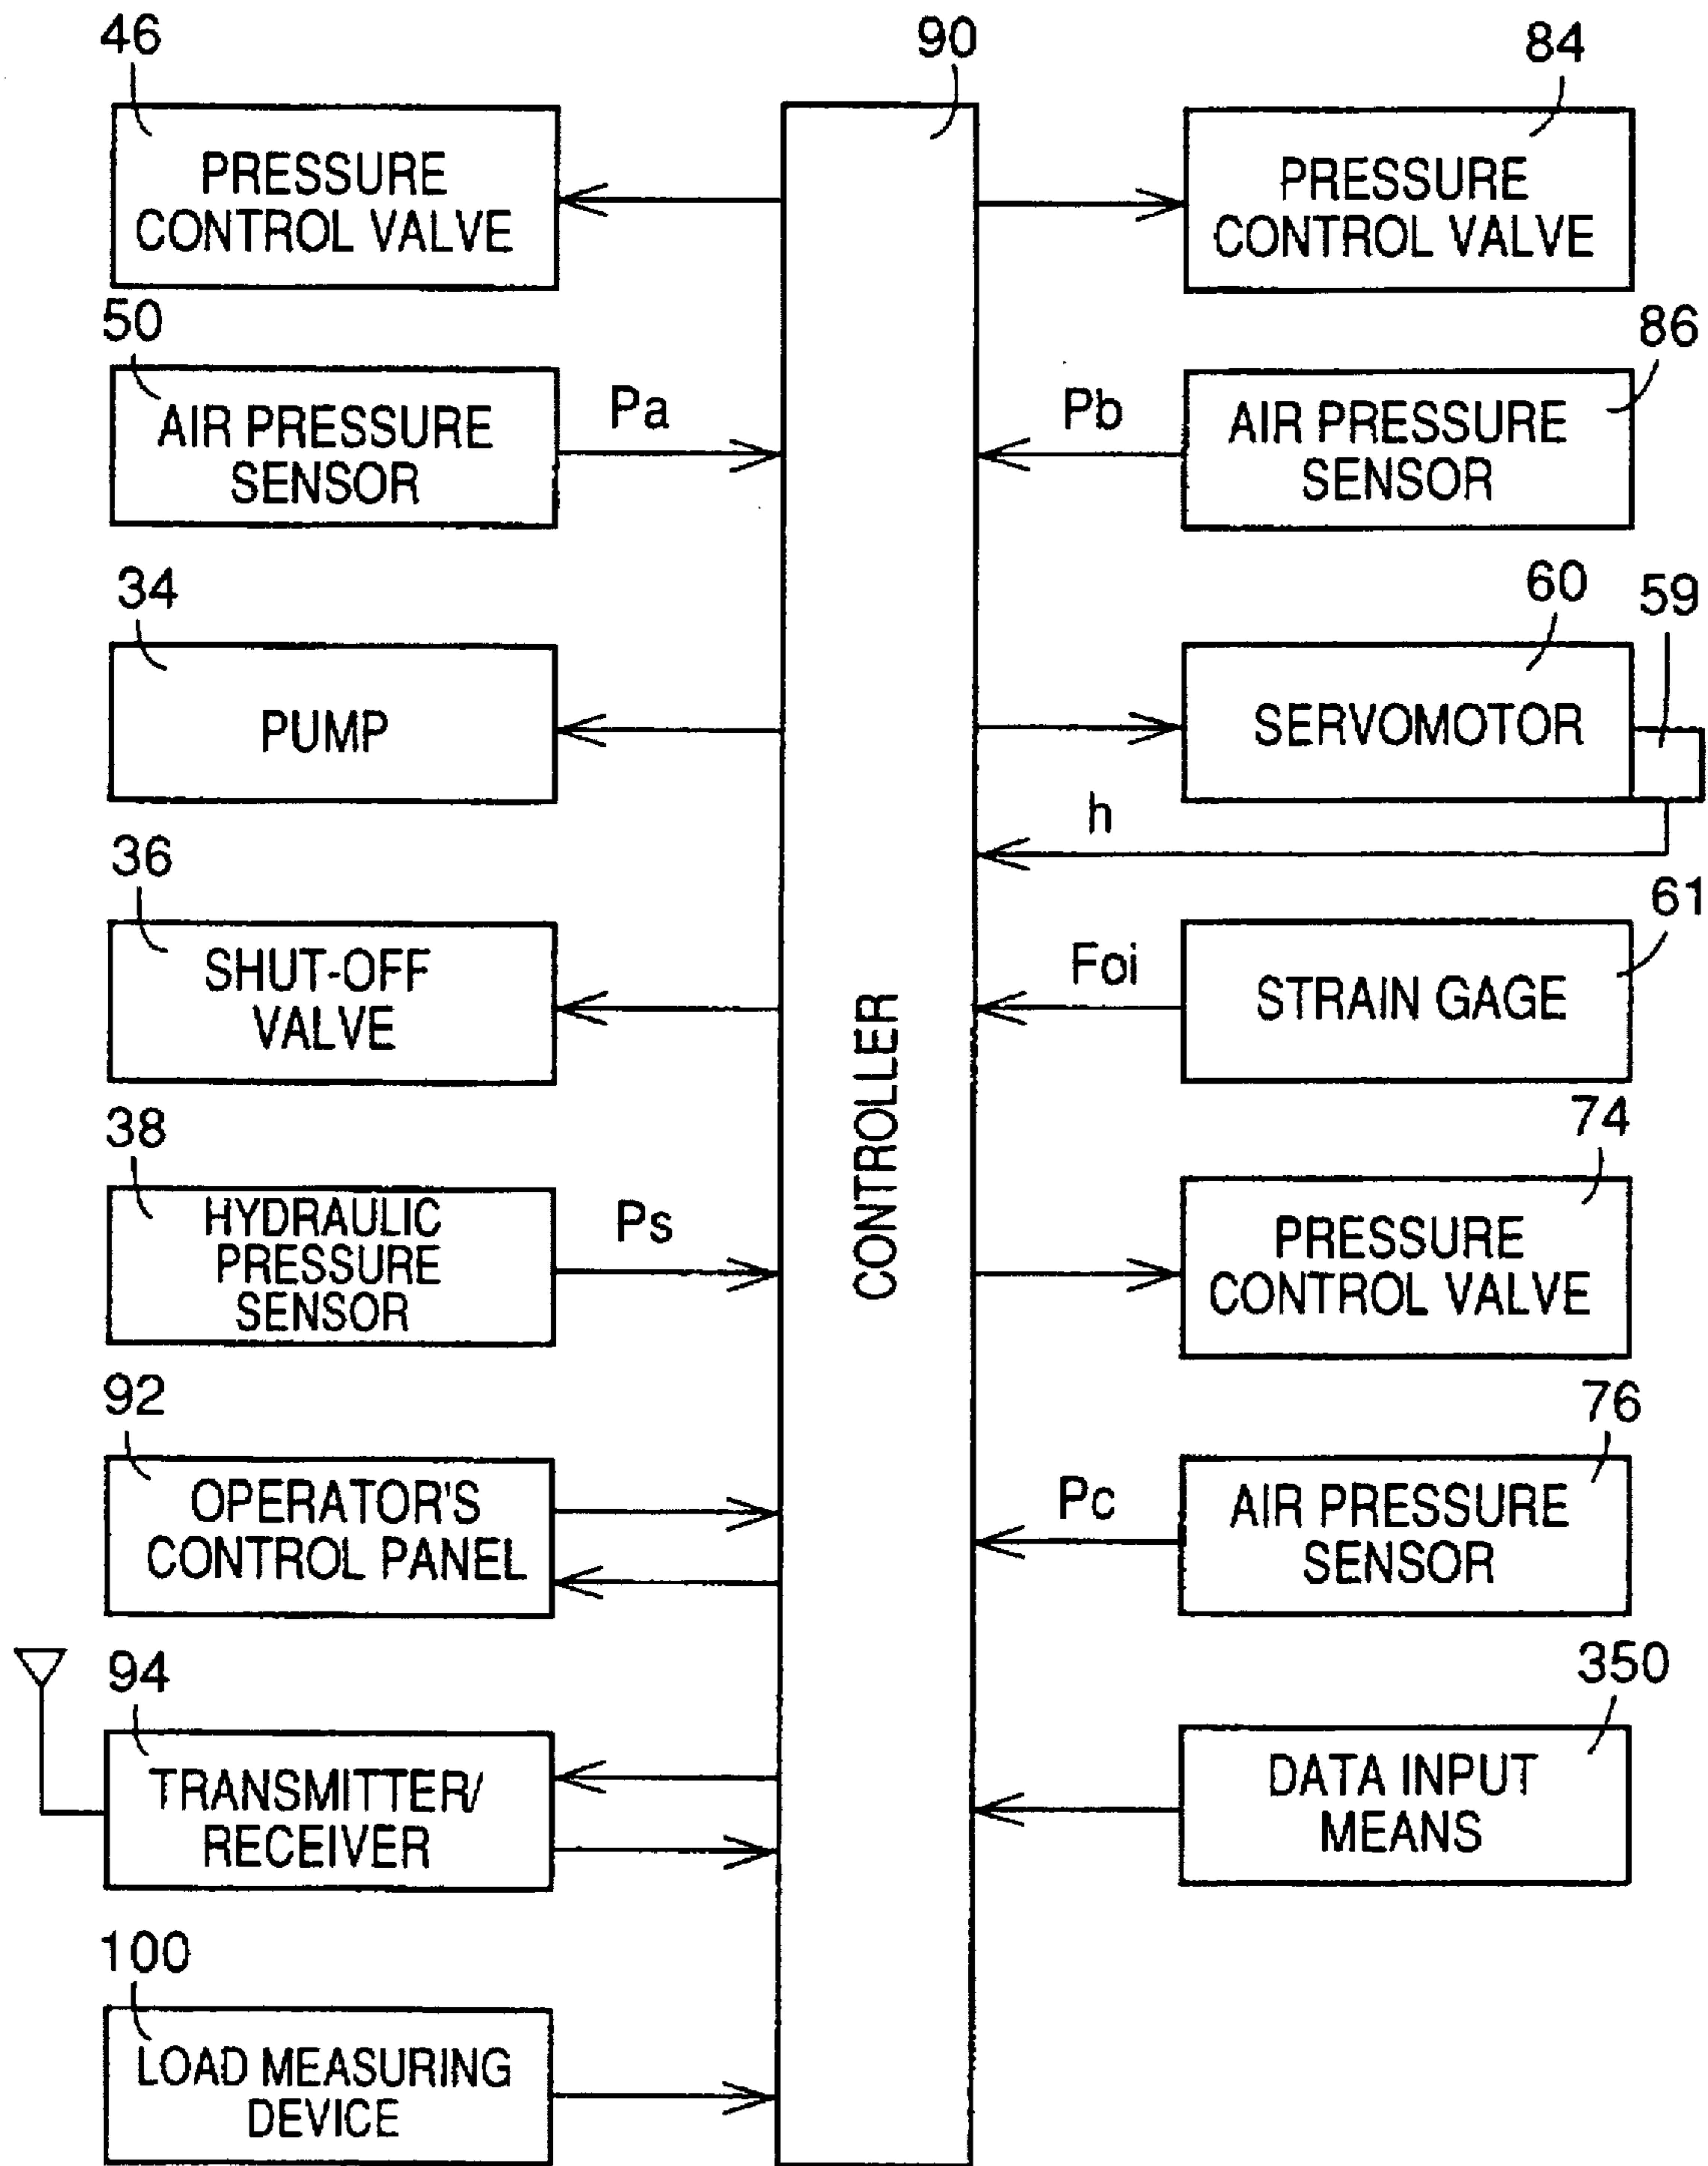 46
90
84
PRESSURE
CONTROL VALVE
PRESSURE
CONTROL VALVE
50
86
AIR PRESSURE
SENSOR
Pa
Pb
AIR PRESSURE
SENSOR
34
60
59
PUMP
SERVOMOTOR
h
36
61
SHUT-OFF
VALVE
Foi
STRAIN GAGE
CONTROLLER
38
74
HYDRAULIC
PRESSURE
SENSOR
Ps
PRESSURE
CONTROL VALVE
92
76
OPERATOR'S
CONTROL PANEL
Pc
AIR PRESSURE
SENSOR
94
350
TRANSMITTER/
RECEIVER
DATA INPUT
MEANS
100
LOAD MEASURING
DEVICE